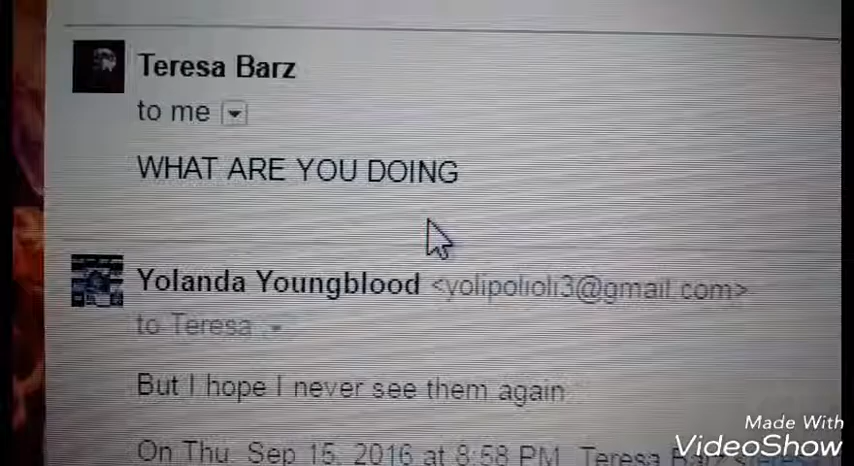 Teresa Barz
to me
WHAT ARE YOU DOING
Yolanda Youngblood <yolipolioli3@gmail.com>
to Teresa
But I hope I never see them again
On Thu, Sep 15, 2016 at 8:58 PM, Teresa Barz
Made With
VideoShow